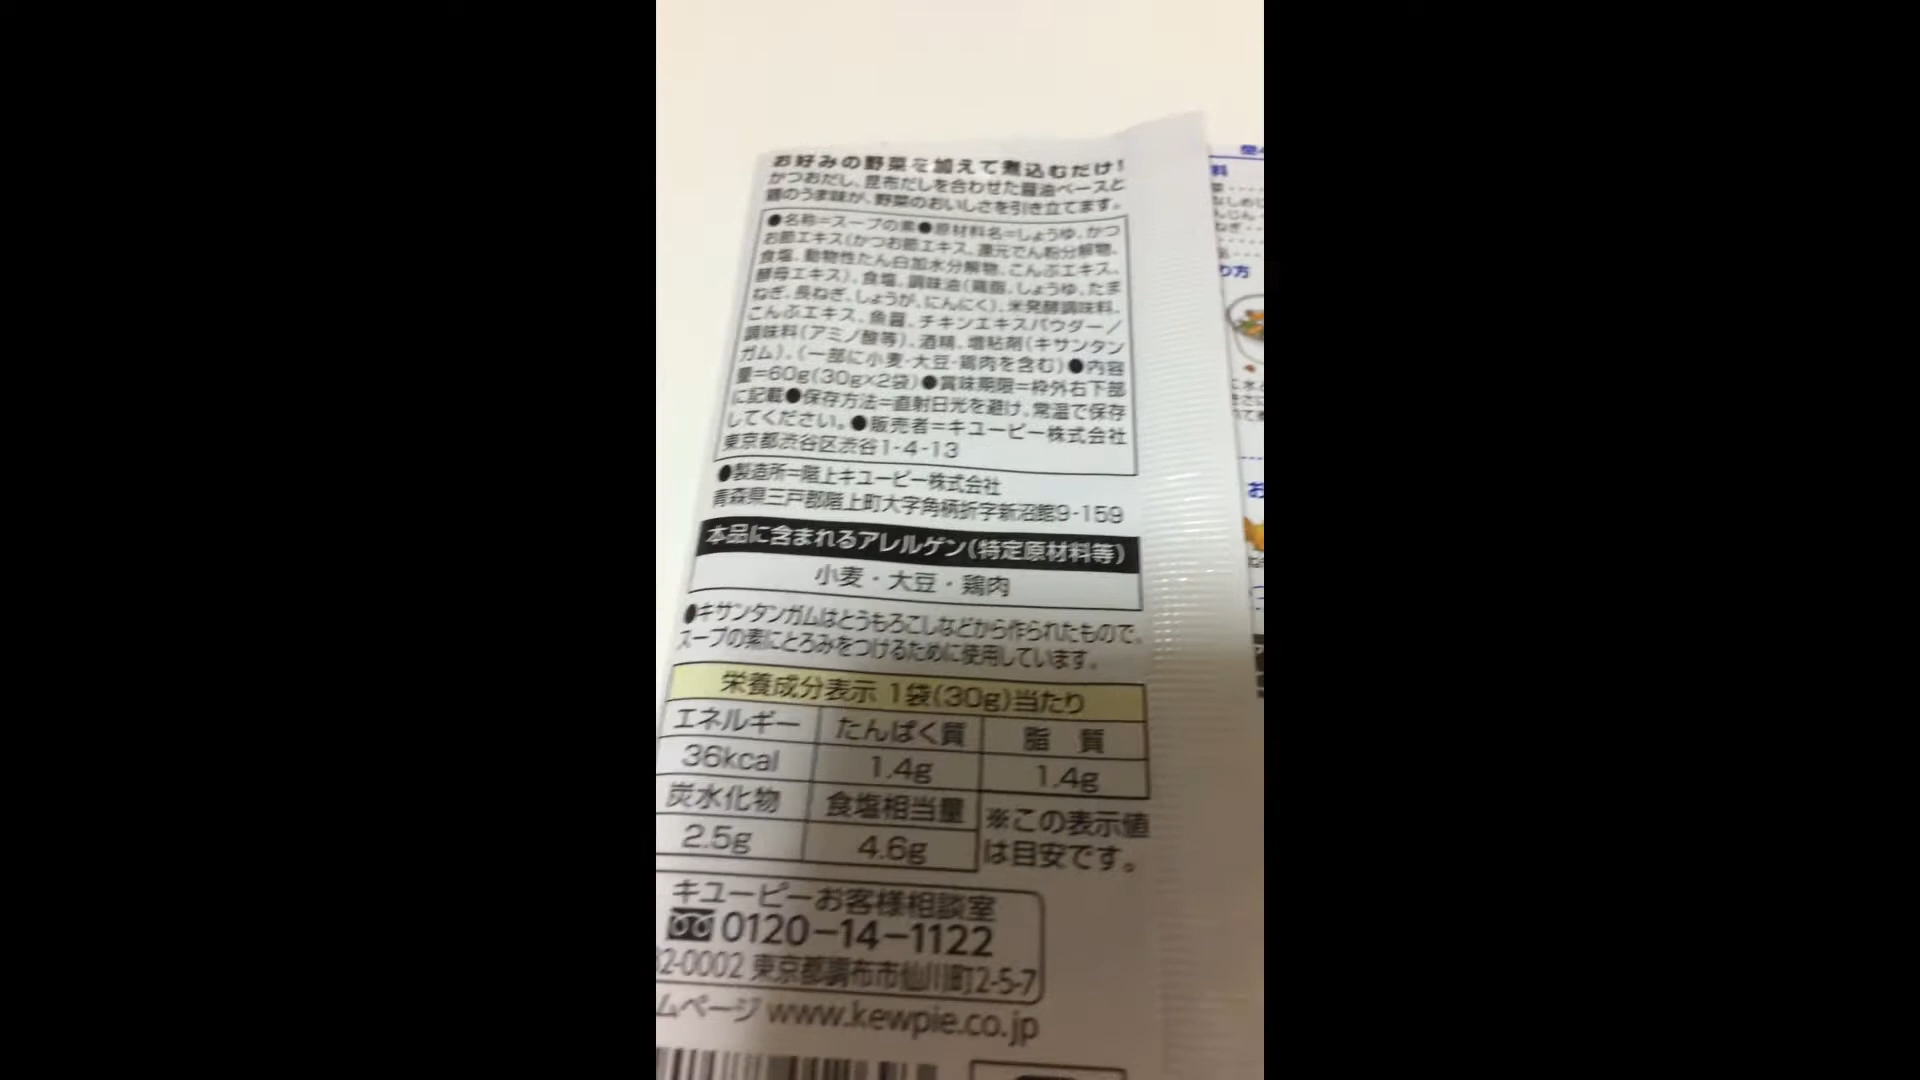 お好みの野菜を加えて煮込むだけ!
かつおだし、昆布だしを合わせた醤油ベースと
鶏のうま味が、野菜のおいしさを引き立てます。
●名称=スープの素●原材料名=しょうゆ、かつ
お節エキス(かつお節エキス、還元でん粉分解物、
食塩、動物性たん白加水分解物、こんぶエキス、
酵母エキス)、食塩、調味油(鶏脂、しょうゆ、たま
ねぎ、長ねぎ、しょうが、にんにく)、米発酵調味料、
こんぶエキス、魚醤、チキンエキスパウダー/
調味料(アミノ酸等)、酒精、増粘剤(キサンタン
ガム)、(一部に小麦・大豆・鶏肉を含む)●内容
量=60g(30g×2袋)●賞味期限=枠外右下部
に記載●保存方法=直射日光を避け、常温で保存
してください。●販売者=キユーピー株式会社
東京都渋谷区渋谷1-4-13
●製造所=階上キユーピー株式会社
青森県三戸郡階上町大字角柄折字新沼館9-159
本品に含まれるアレルゲン(特定原材料等)
小麦・大豆・鶏肉
●キサンタンガムはとうもろこしなどから作られたもので、
スープの素にとろみをつけるために使用しています。
栄養成分表示 1袋(30g)当たり
エネルギー たんぱく質 脂 質
36kcal 1.4g 1.4g
炭水化物 食塩相当量 ※この表示値
2.5g 4.6g は目安です。
キユーピーお客様相談室
0120-14-1122
2-0002 東京都調布市仙川町2-5-7
ムページ www.kewpie.co.jp
料
り方